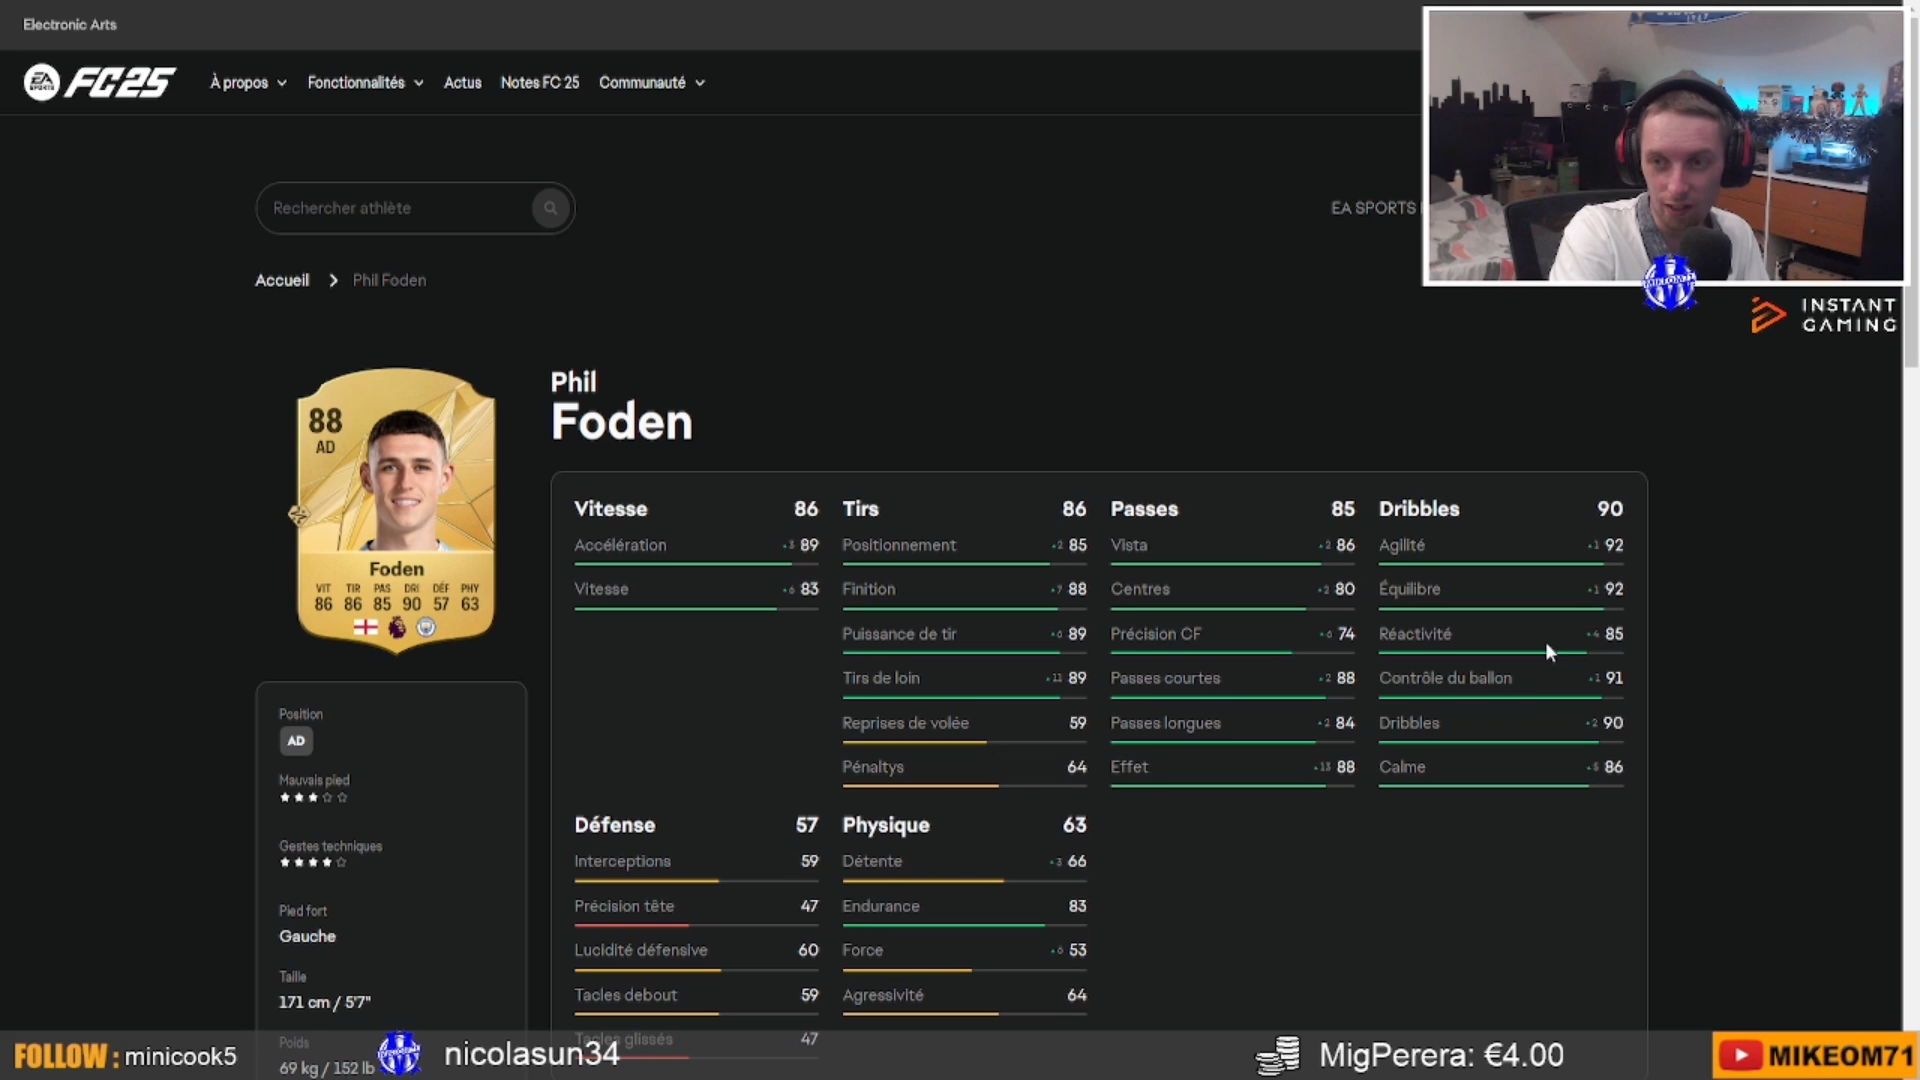 Electronic Arts
EA SPORTS FC 25
À propos
Fonctionnalités
Actus
Notes FC 25
Communauté
Rechercher athlète
EA SPORTS
INSTANT
GAMING
Accueil > Phil Foden
88
AD
Foden
VIT TIR PAS DRI DÉF PHY
86 86 85 90 57 63
Phil
Foden
Vitesse 86
Accélération 3 89
Vitesse 6 83
Tirs 86
Positionnement 2 85
Finition 7 88
Puissance de tir 6 89
Tirs de loin 11 89
Reprises de volée 59
Pénaltys 64
Passes 85
Vista 2 86
Centres 2 80
Précision CF 6 74
Passes courtes 2 88
Passes longues 2 84
Effet 13 88
Dribbles 90
Agilité 1 92
Équilibre 1 92
Réactivité 4 85
Contrôle du ballon 1 91
Dribbles 2 90
Calme 5 86
Défense 57
Interceptions 59
Précision tête 47
Lucidité défensive 60
Tacles debout 59
Tacles glissés 47
Physique 63
Détente 3 66
Endurance 83
Force 6 53
Agressivité 64
Position
AD
Mauvais pied
Gestes techniques
Pied fort
Gauche
Taille
171 cm / 5'7"
Poids
69 kg / 152 lb
FOLLOW : minicook5
nicolasun34
MigPerera: €4.00
MIKEOM71